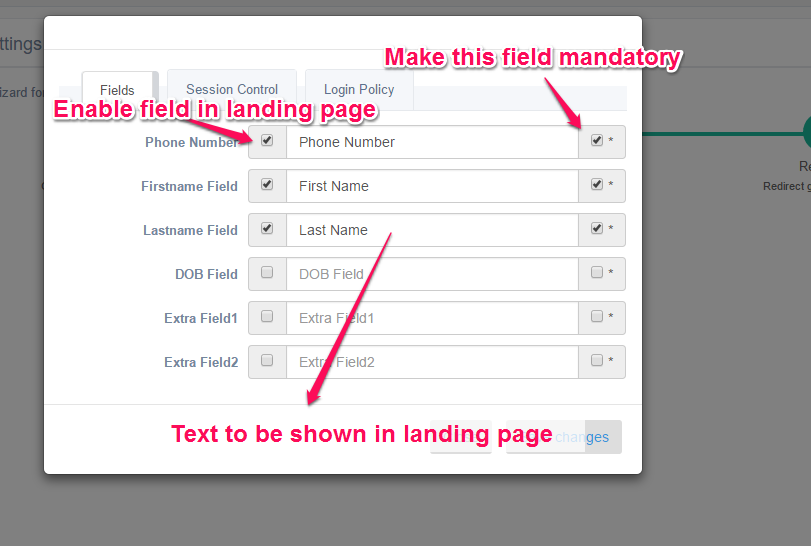 ttings
Make this field mandatory
Fields
Session Control
Login Policy
izard for
Enable field in landing page
Phone Number
Phone Number
*
Firstname Field
First Name
*
Lastname Field
Last Name
*
DOB Field
DOB Field
*
Extra Field1
Extra Field1
*
Extra Field2
Extra Field2
*
Re
Redirect g
Text to be shown in landing page
changes